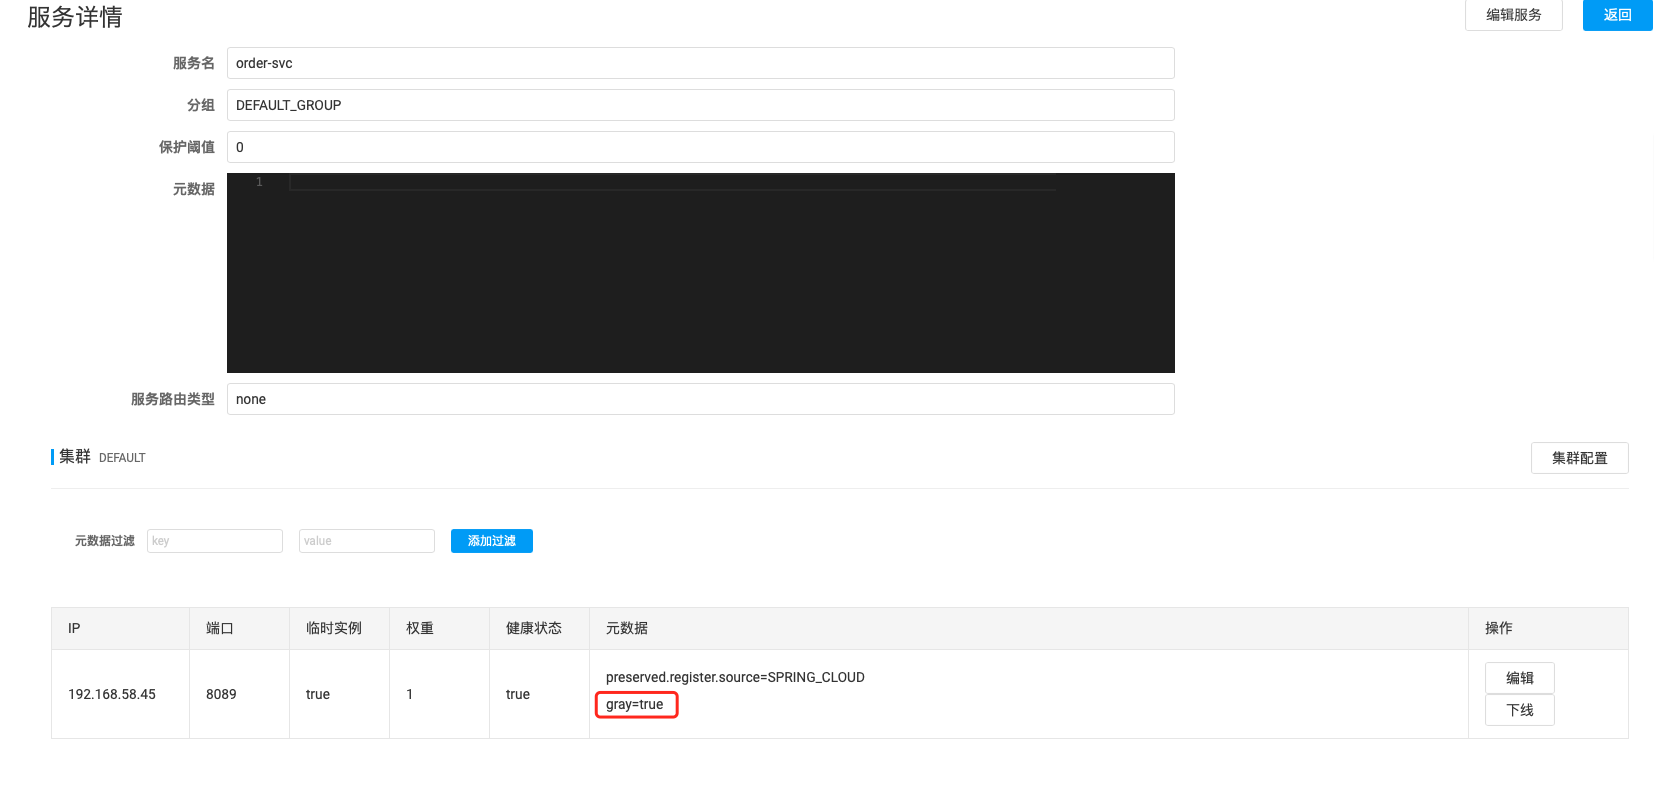 服务详情
编辑服务
返回
服务名
order-svc
分组
DEFAULT_GROUP
保护阈值
0
元数据
1
服务路由类型
none
集群 DEFAULT
集群配置
元数据过滤
key
value
添加过滤
IP 端口 临时实例 权重 健康状态 元数据 操作
192.168.58.45 8089 true 1 true
preserved.register.source=SPRING_CLOUD
gray=true
编辑
下线